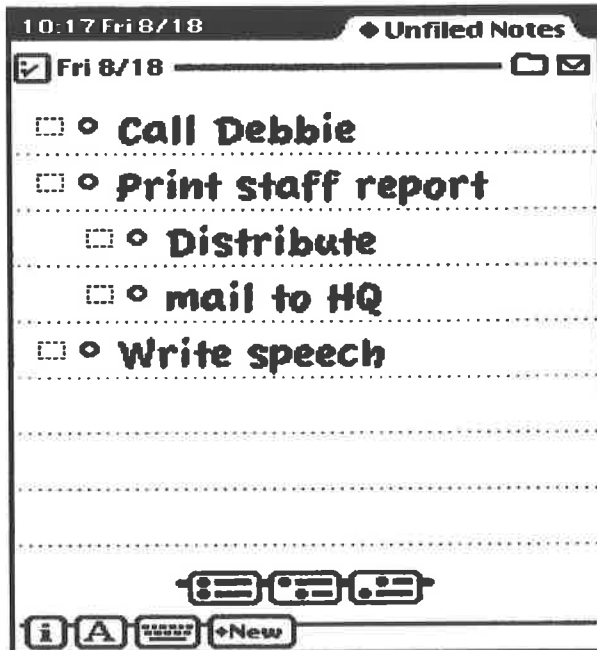 10:17 Fri 8/18
◆ Unfiled Notes
Fri 8/18
Call Debbie
Print staff report
Distribute
mail to HQ
Write speech
i A ◆New